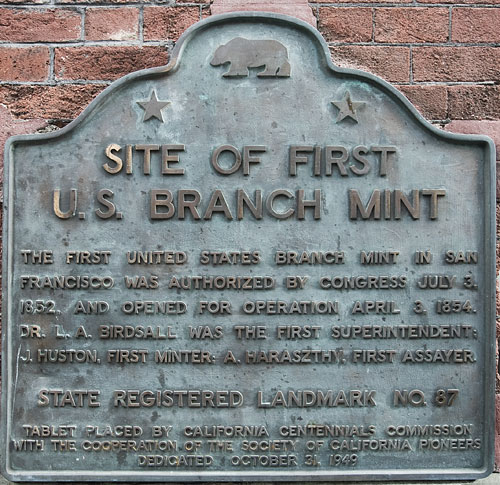 SITE OF FIRST
U.S. BRANCH MINT
THE FIRST UNITED STATES BRANCH MINT IN SAN
FRANCISCO WAS AUTHORIZED BY CONGRESS JULY 3,
1852, AND OPENED FOR OPERATION APRIL 3, 1854.
DR. L. A. BIRDSALL WAS THE FIRST SUPERINTENDENT;
J. HUSTON, FIRST MINTER; A. HARASZTHY, FIRST ASSAYER.
STATE REGISTERED LANDMARK NO. 87
TABLET PLACED BY CALIFORNIA CENTENNIALS COMMISSION
WITH THE COOPERATION OF THE SOCIETY OF CALIFORNIA PIONEERS
DEDICATED OCTOBER 31, 1949